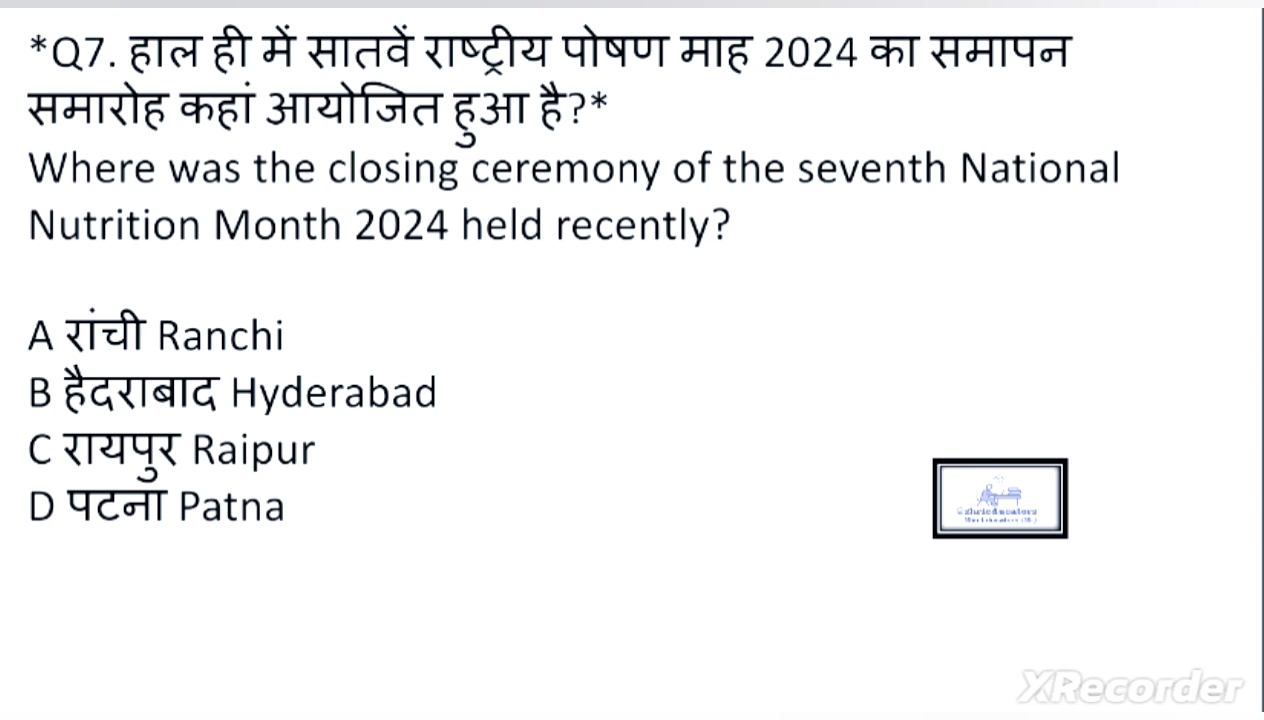 *Q7. हाल ही में सातवें राष्ट्रीय पोषण माह 2024 का समापन
समारोह कहां आयोजित हुआ है?*
Where was the closing ceremony of the seventh National
Nutrition Month 2024 held recently?
A रांची Ranchi
B हैदराबाद Hyderabad
C रायपुर Raipur
D पटना Patna
XRecorder